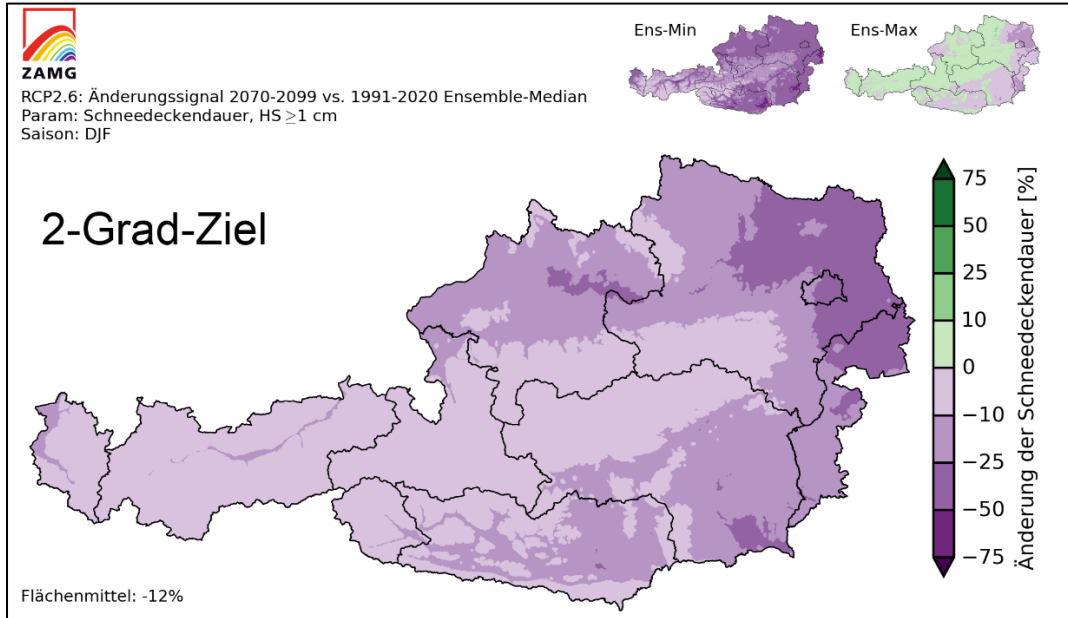 ZAMG
RCP2.6: Änderungssignal 2070-2099 vs. 1991-2020 Ensemble-Median
Param: Schneedeckendauer, HS ≥1 cm
Saison: DJF
Ens-Min
Ens-Max
2-Grad-Ziel
75
50
25
10
0
−10
−25
−50
−75
Änderung der Schneedeckendauer [%]
Flächenmittel: -12%